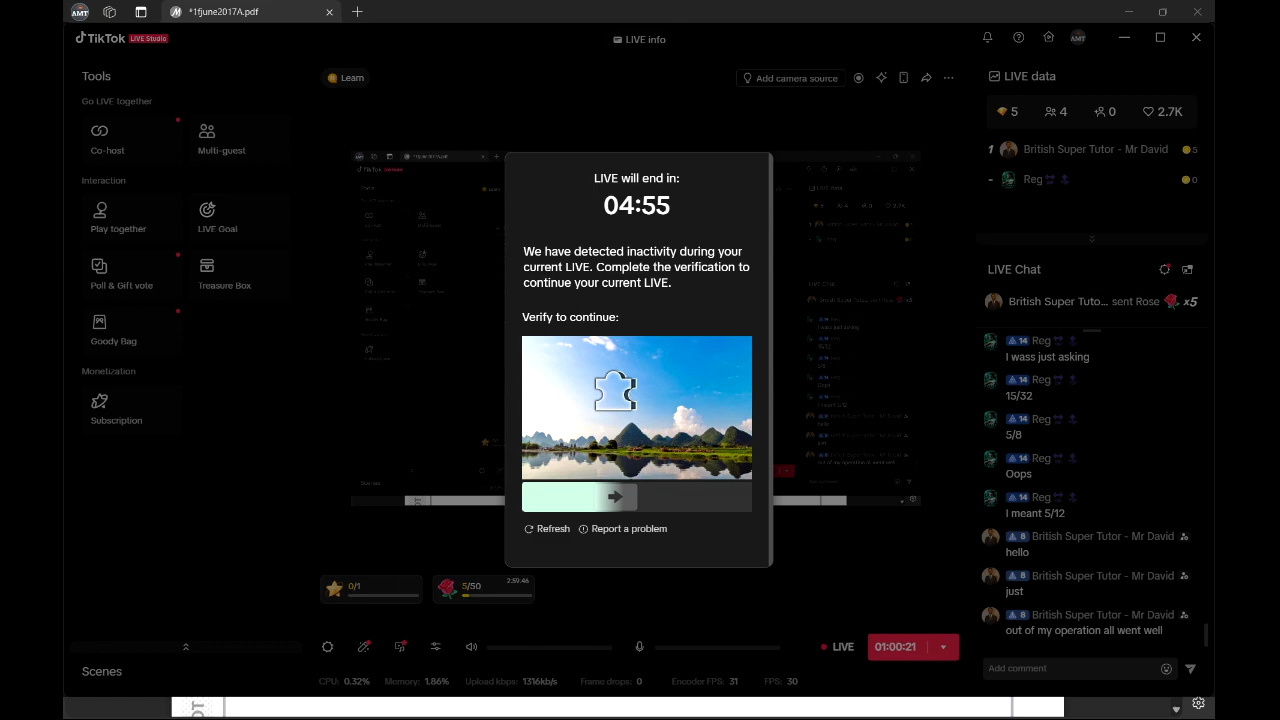 *1fjune2017A.pdf
TikTok LIVE Studio
LIVE info
AMT
Tools
Go LIVE together
Co-host
Multi-guest
Interaction
Play together
LIVE Goal
Poll & Gift vote
Treasure Box
Goody Bag
Monetization
Subscription
Scenes
Learn
Add camera source
LIVE will end in:
04:55
We have detected inactivity during your
current LIVE. Complete the verification to
continue your current LIVE.
Verify to continue:
Refresh
Report a problem
0/1
5/50
2:59:46
LIVE
01:00:21
CPU: 0.32%
Memory: 1.86%
Upload kbps: 1316kb/s
Frame drops: 0
Encoder FPS: 31
FPS: 30
LIVE data
5
4
0
2.7K
1 British Super Tutor - Mr David 5
- Reg 0
LIVE Chat
British Super Tuto... sent Rose x5
14 Reg
I wass just asking
14 Reg
15/32
14 Reg
5/8
14 Reg
Oops
14 Reg
I meant 5/12
8 British Super Tutor - Mr David
hello
8 British Super Tutor - Mr David
just
8 British Super Tutor - Mr David
out of my operation all went well
Add comment